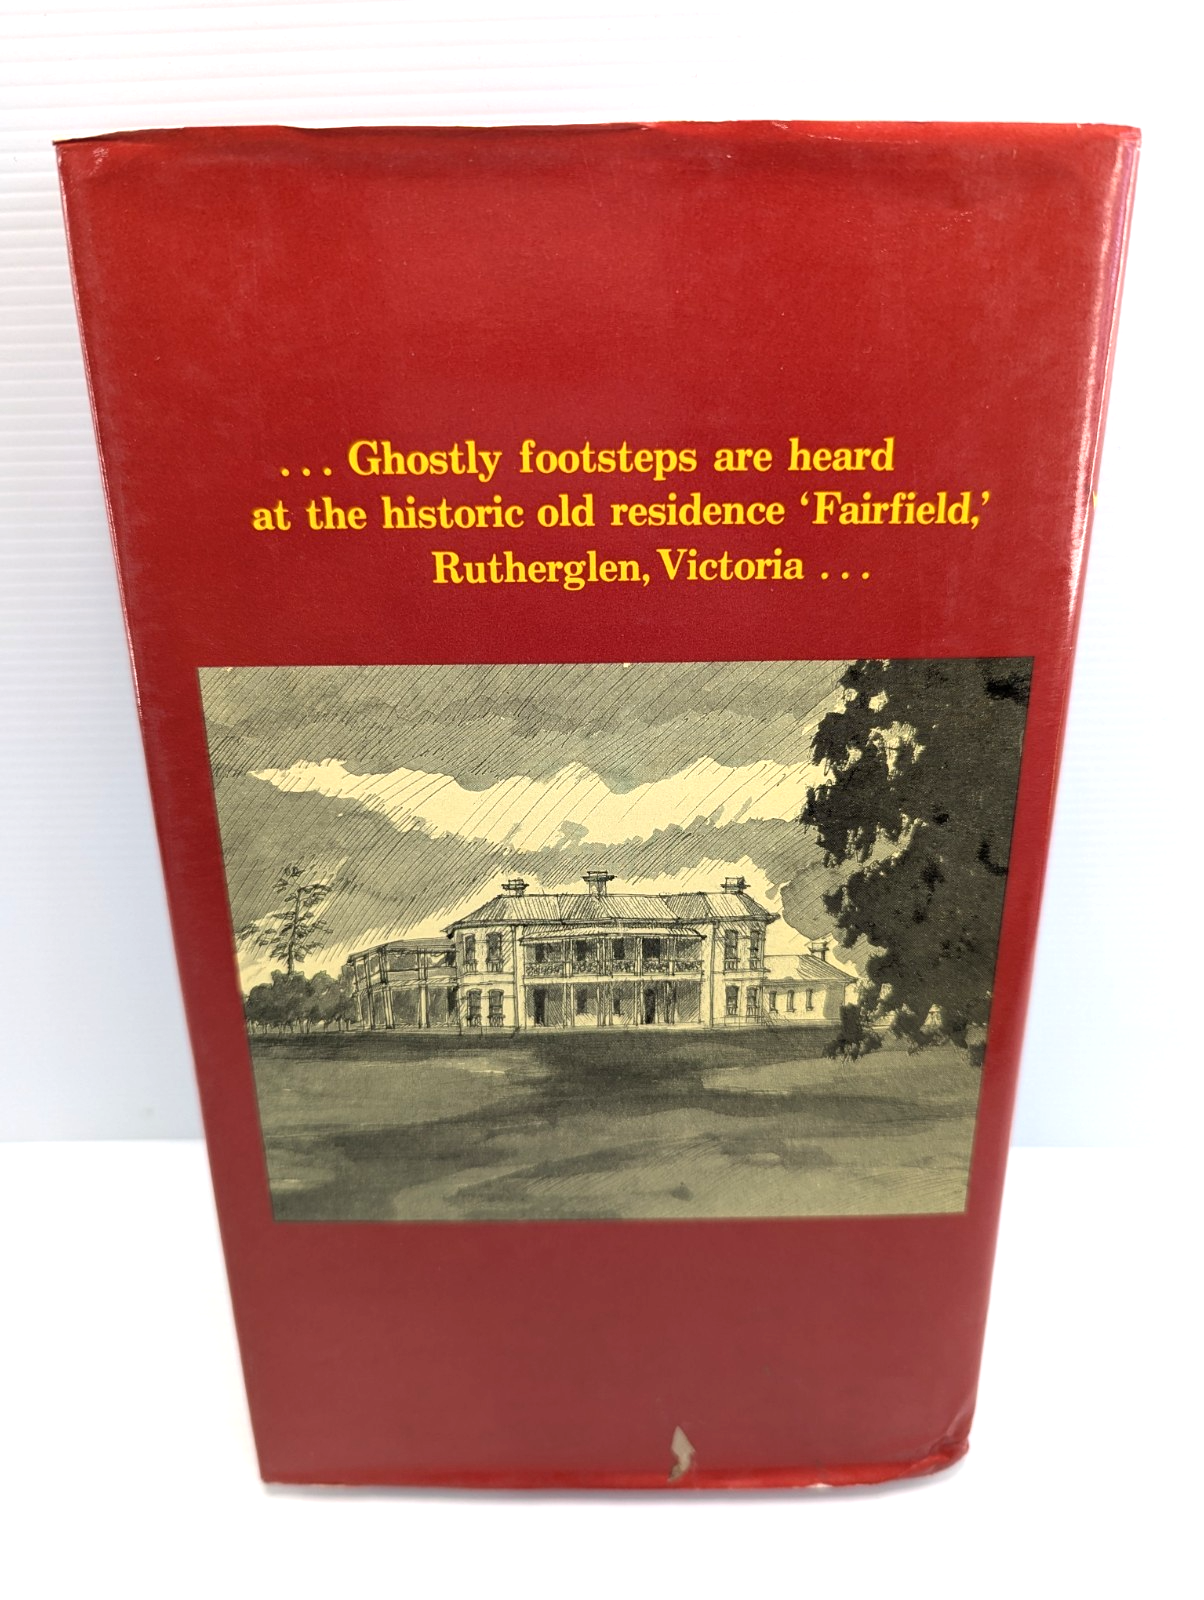 ... Ghostly footsteps are heard
at the historic old residence ‘Fairfield,’
Rutherglen, Victoria ...